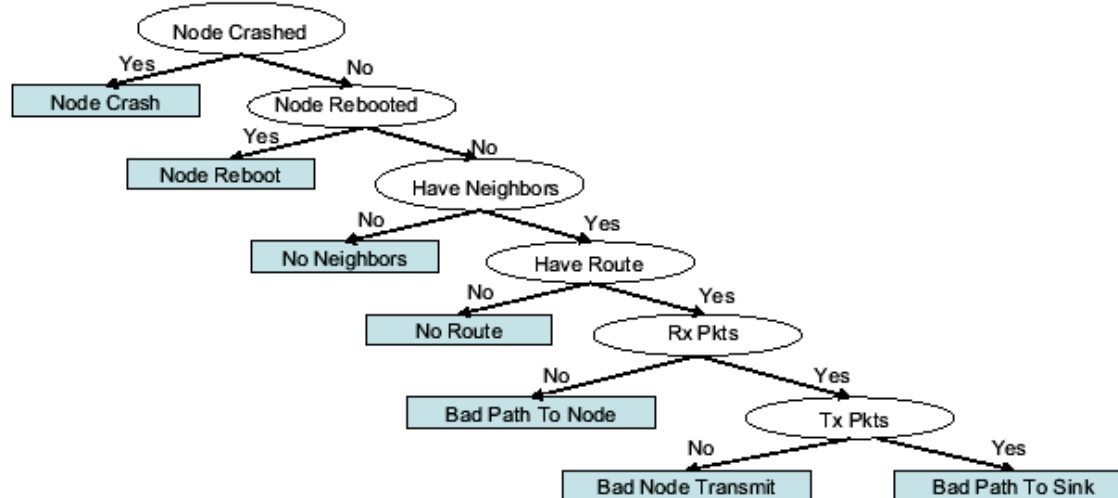 Node Crashed
Yes
No
Node Crash
Node Rebooted
Yes
No
Node Reboot
Have Neighbors
No
Yes
No Neighbors
Have Route
No
Yes
No Route
Rx Pkts
No
Yes
Bad Path To Node
Tx Pkts
No
Yes
Bad Node Transmit
Bad Path To Sink